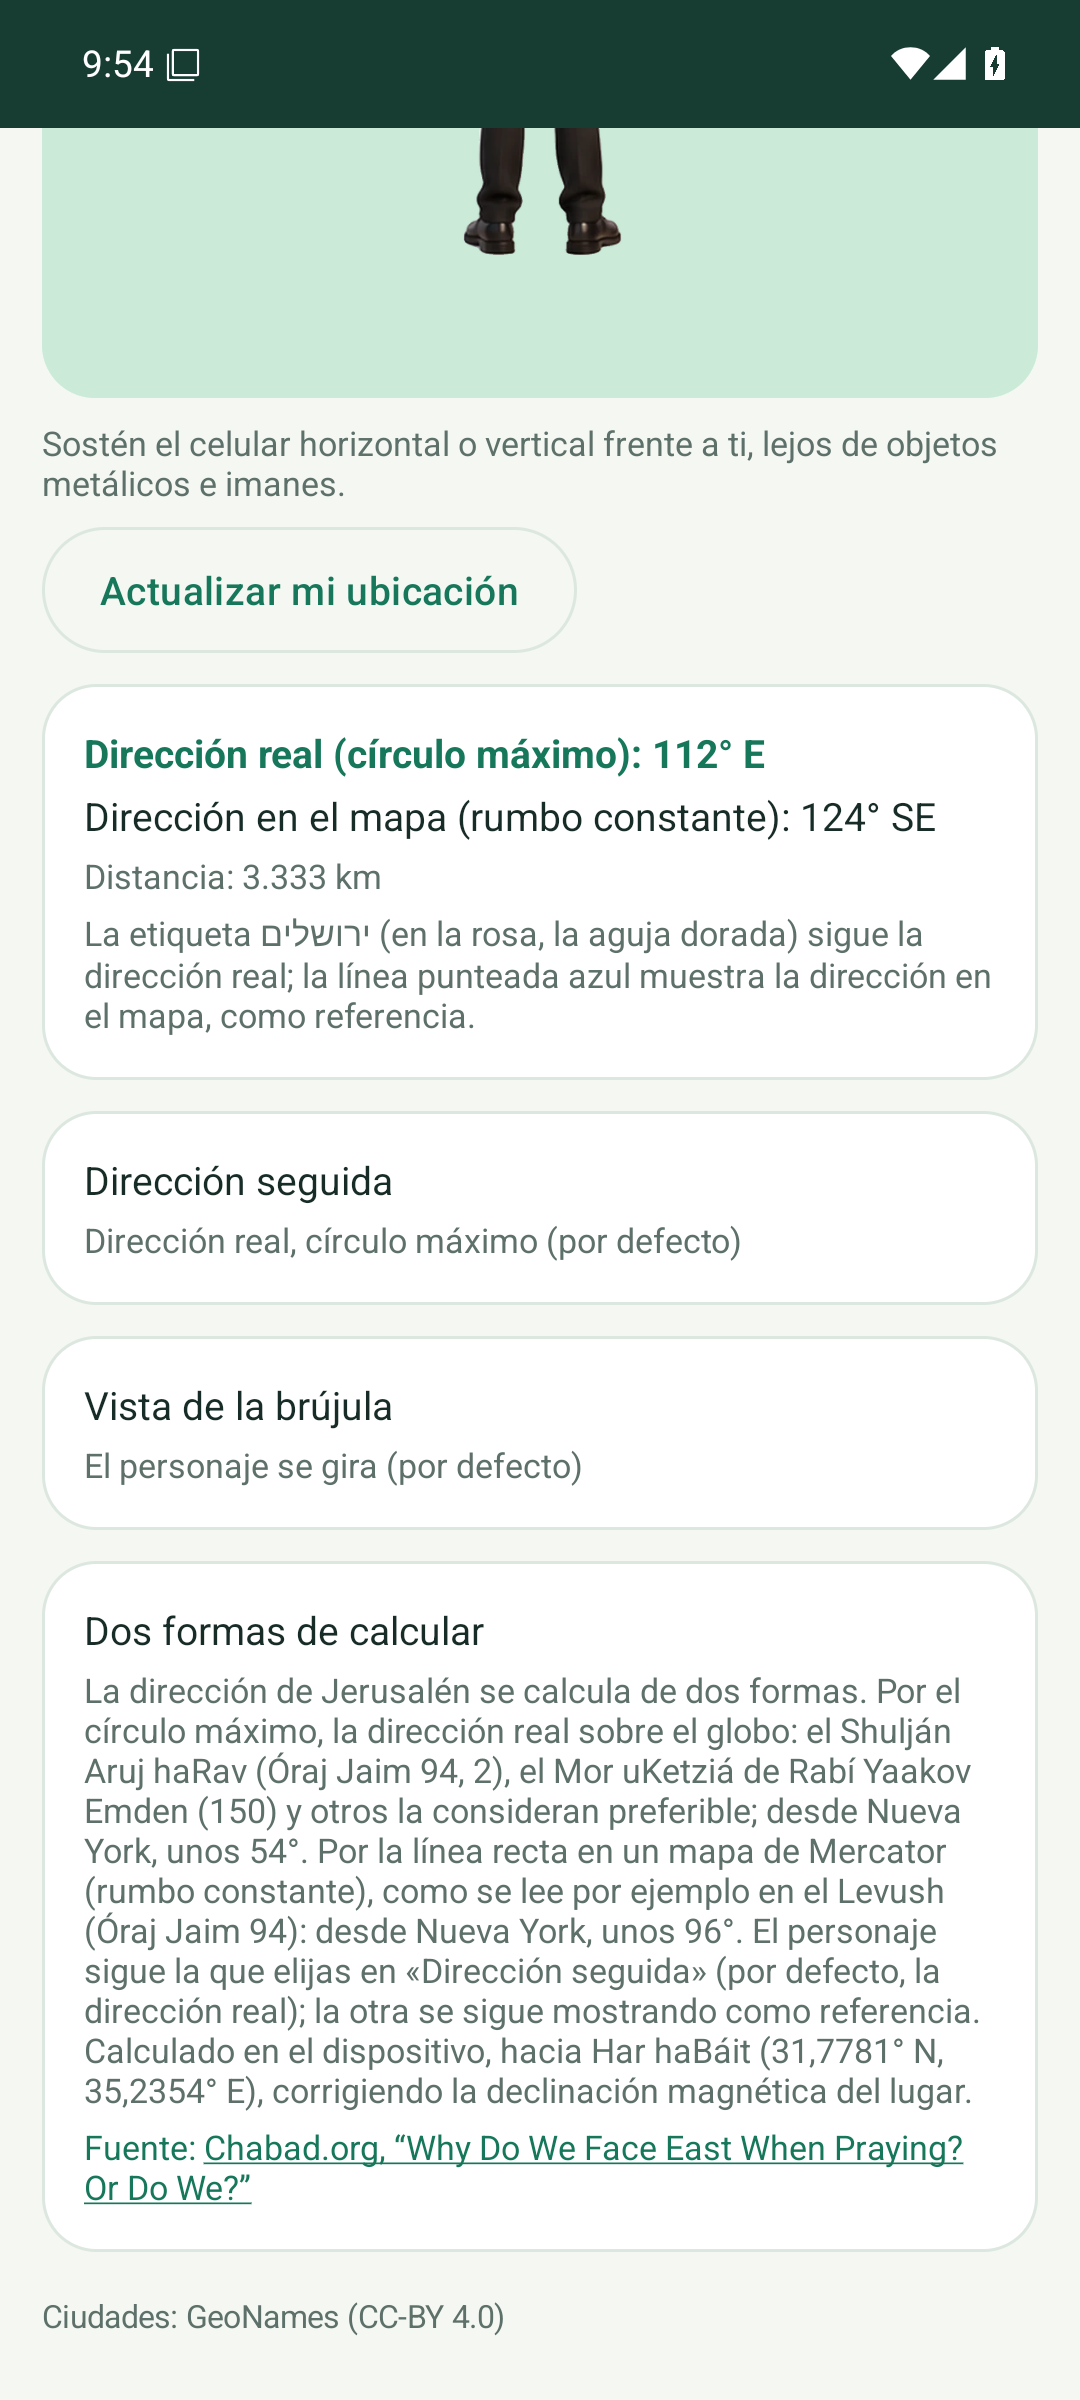 9:54
Sostén el celular horizontal o vertical frente a ti, lejos de objetos
metálicos e imanes.
Actualizar mi ubicación
Dirección real (círculo máximo): 112° E
Dirección en el mapa (rumbo constante): 124° SE
Distancia: 3.333 km
La etiqueta ירושלים (en la rosa, la aguja dorada) sigue la
dirección real; la línea punteada azul muestra la dirección en
el mapa, como referencia.
Dirección seguida
Dirección real, círculo máximo (por defecto)
Vista de la brújula
El personaje se gira (por defecto)
Dos formas de calcular
La dirección de Jerusalén se calcula de dos formas. Por el
círculo máximo, la dirección real sobre el globo: el Shulján
Aruj haRav (Óraj Jaim 94, 2), el Mor uKetziá de Rabí Yaakov
Emden (150) y otros la consideran preferible; desde Nueva
York, unos 54°. Por la línea recta en un mapa de Mercator
(rumbo constante), como se lee por ejemplo en el Levush
(Óraj Jaim 94): desde Nueva York, unos 96°. El personaje
sigue la que elijas en «Dirección seguida» (por defecto, la
dirección real); la otra se sigue mostrando como referencia.
Calculado en el dispositivo, hacia Har haBáit (31,7781° N,
35,2354° E), corrigiendo la declinación magnética del lugar.
Fuente: Chabad.org, “Why Do We Face East When Praying?
Or Do We?”
Ciudades: GeoNames (CC-BY 4.0)